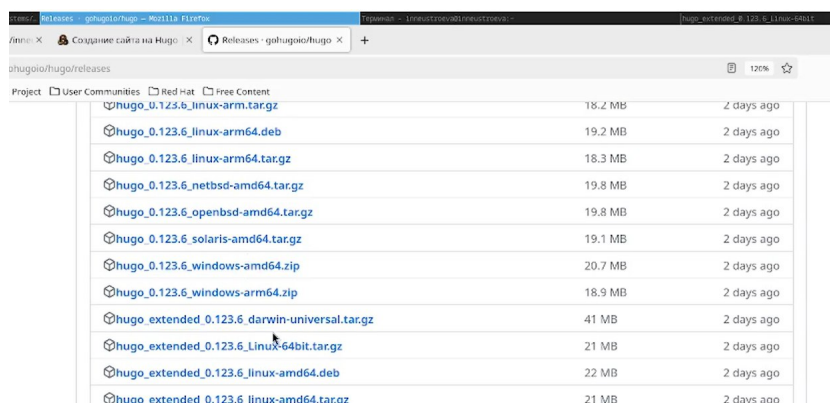 stems/. Releases · gohugoio/hugo — Mozilla Firefox Терминал - inneustroeva@inneustroeva:~ hugo_extended_0.123.6_Linux-64bit
/inne × Создание сайта на Hugo × Releases · gohugoio/hugo × +
ohugoio/hugo/releases 120%
Project User Communities Red Hat Free Content
hugo_0.123.6_linux-arm.tar.gz 18.2 MB 2 days ago
hugo_0.123.6_linux-arm64.deb 19.2 MB 2 days ago
hugo_0.123.6_linux-arm64.tar.gz 18.3 MB 2 days ago
hugo_0.123.6_netbsd-amd64.tar.gz 19.8 MB 2 days ago
hugo_0.123.6_openbsd-amd64.tar.gz 19.8 MB 2 days ago
hugo_0.123.6_solaris-amd64.tar.gz 19.1 MB 2 days ago
hugo_0.123.6_windows-amd64.zip 20.7 MB 2 days ago
hugo_0.123.6_windows-arm64.zip 18.9 MB 2 days ago
hugo_extended_0.123.6_darwin-universal.tar.gz 41 MB 2 days ago
hugo_extended_0.123.6_Linux-64bit.tar.gz 21 MB 2 days ago
hugo_extended_0.123.6_linux-amd64.deb 22 MB 2 days ago
hugo_extended_0.123.6_linux-amd64.tar.gz 21 MB 2 days ago